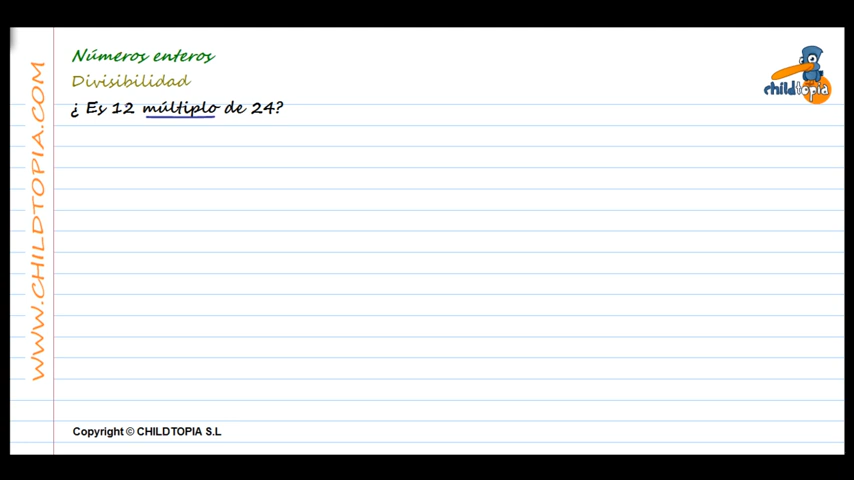 Números enteros
Divisibilidad
¿ Es 12 múltiplo de 24?
childtopia
WWW.CHILDTOPIA.COM
Copyright © CHILDTOPIA S.L